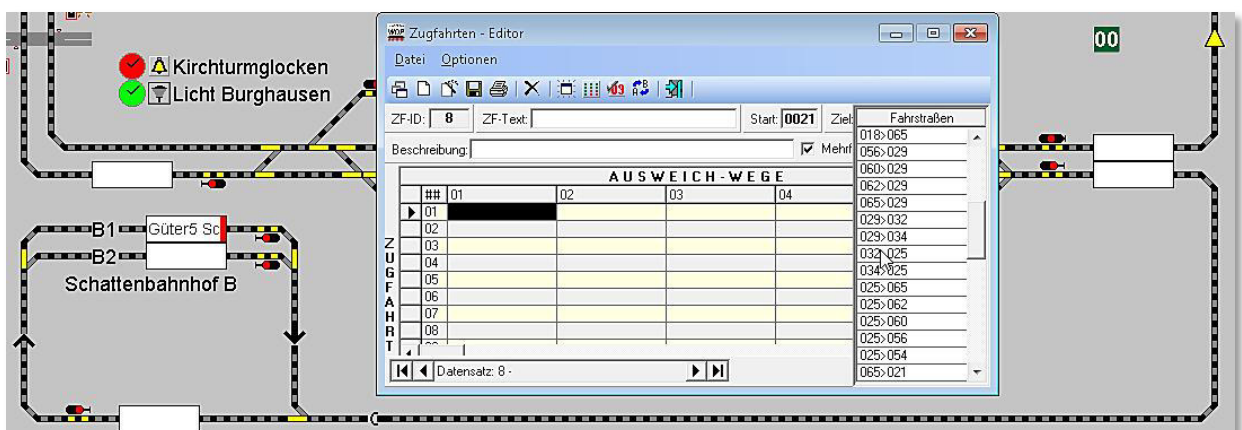 Kirchturmglocken
Licht Burghausen
B1
Güter5 Sc
B2
Schattenbahnhof B
00
WDP Zugfahrten - Editor
Datei Optionen
ZF-ID: 8 ZF-Text: Start: 0021 Ziel:
Beschreibung: Mehrf
AUSWEICH-WEGE
ZUGFAHRT
## 01 02 03 04
01
02
03
04
05
06
07
08
Datensatz: 8 -
Fahrstraßen
018>065
056>029
060>029
062>029
065>029
029>032
029>034
032>025
034>025
025>065
025>062
025>060
025>056
025>054
065>021